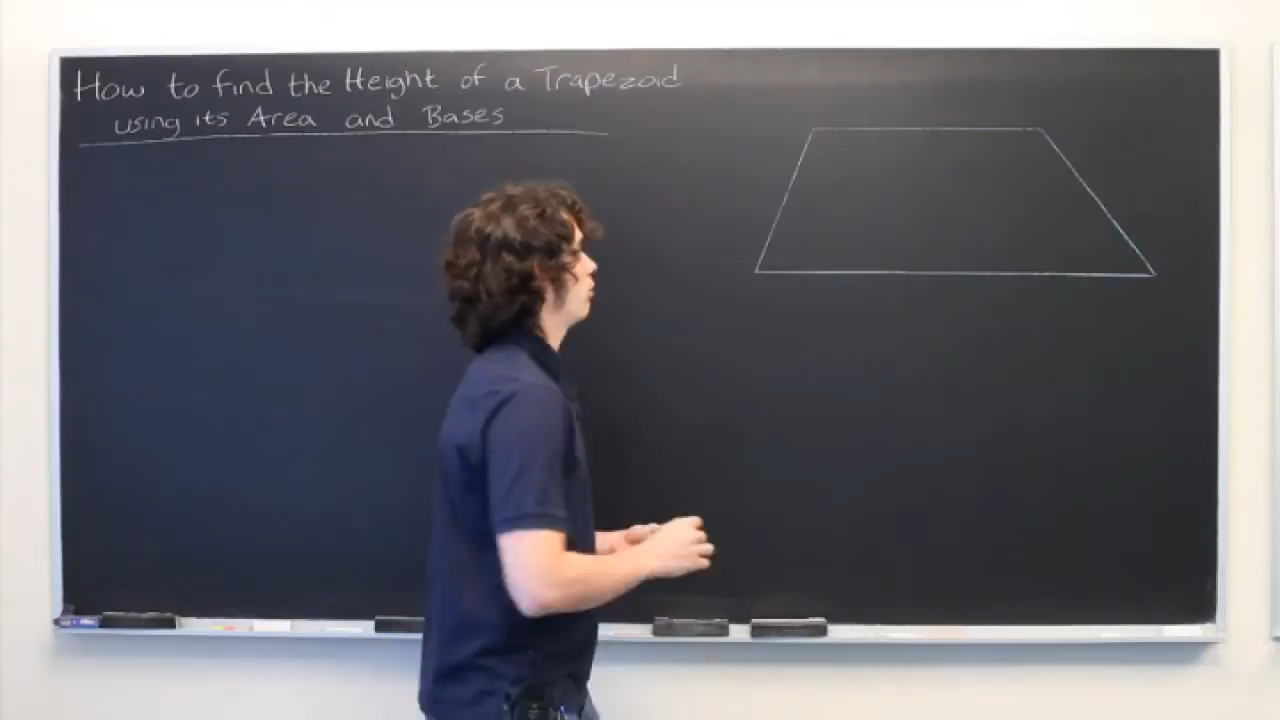 How to find the Height of a Trapezoid
using its Area and Bases